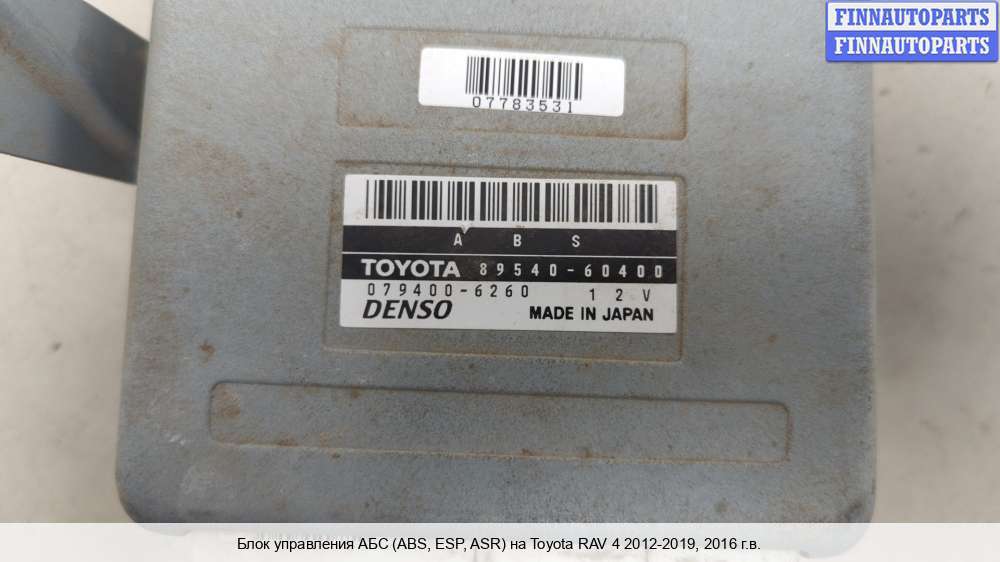 FINNAUTOPARTS
FINNAUTOPARTS
07783531
A B S
TOYOTA 89540-60400
079400-6260 12V
DENSO MADE IN JAPAN
Блок управления АБС (ABS, ESP, ASR) на Toyota RAV 4 2012-2019, 2016 г.в.